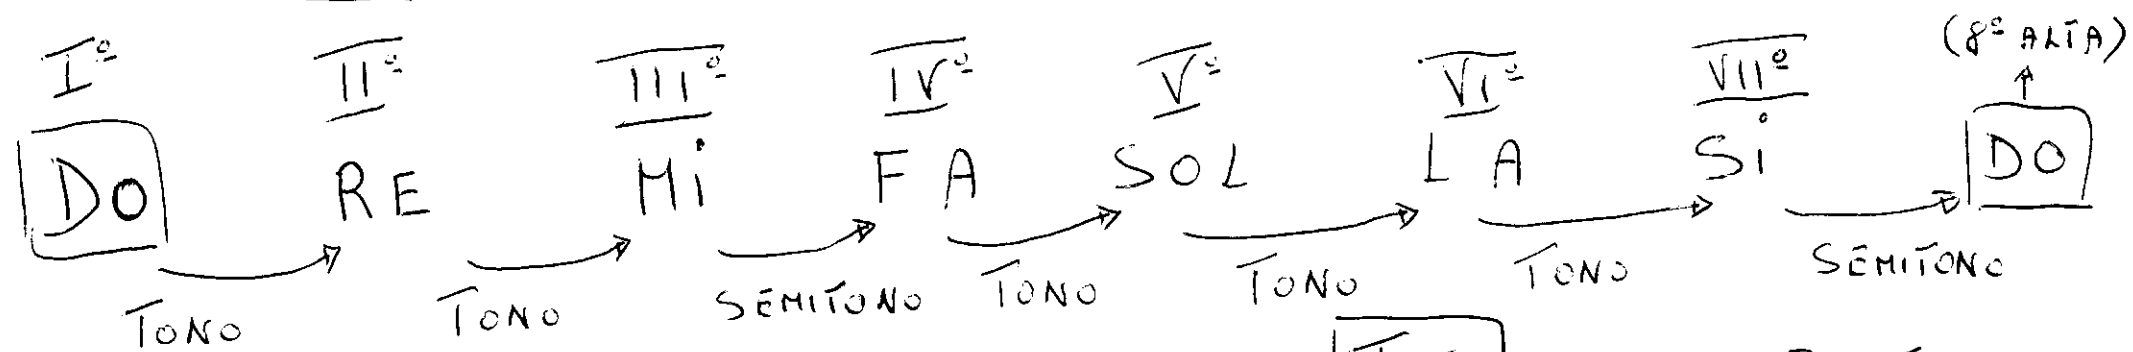 Iº IIº IIIº IVº Vº VIº VIIº (8º ALTA)
DO RE Mi FA SOL LA Si DO
TONO TONO SEMITONO TONO TONO TONO SEMITONO